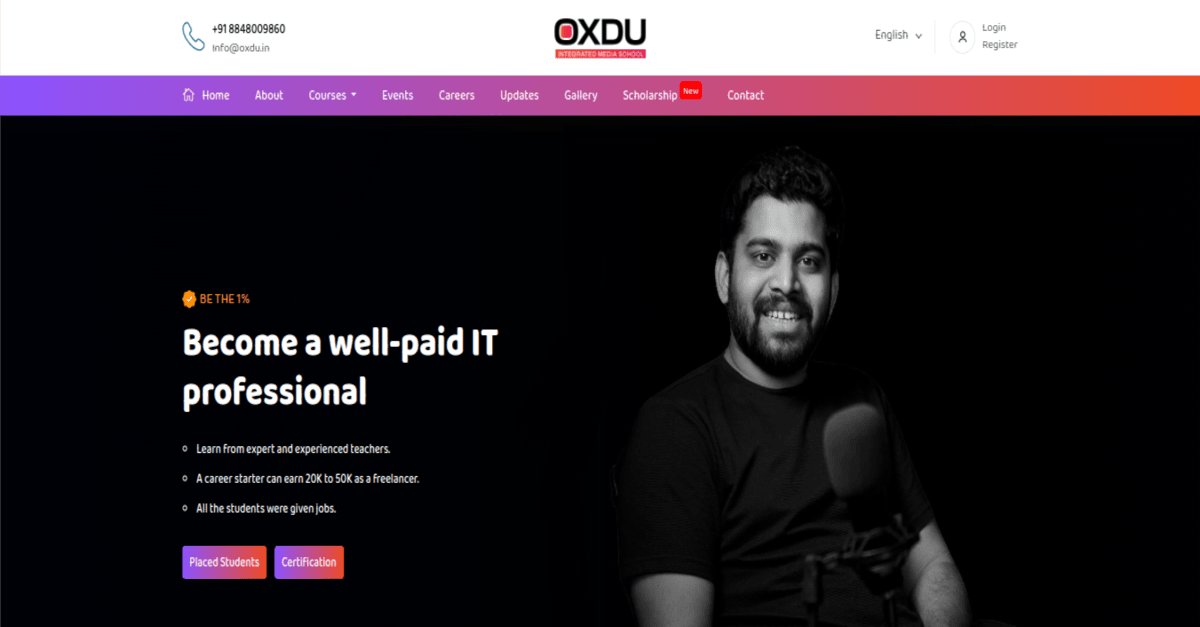 +91 8848009860
info@oxdu.in
OXDU
INTEGRATED MEDIA SCHOOL
English
Login
Register
Home About Courses Events Careers Updates Gallery Scholarship New Contact
BE THE 1%
Become a well-paid IT
professional
Learn from expert and experienced teachers.
A career starter can earn 20K to 50K as a freelancer.
All the students were given jobs.
Placed Students Certification